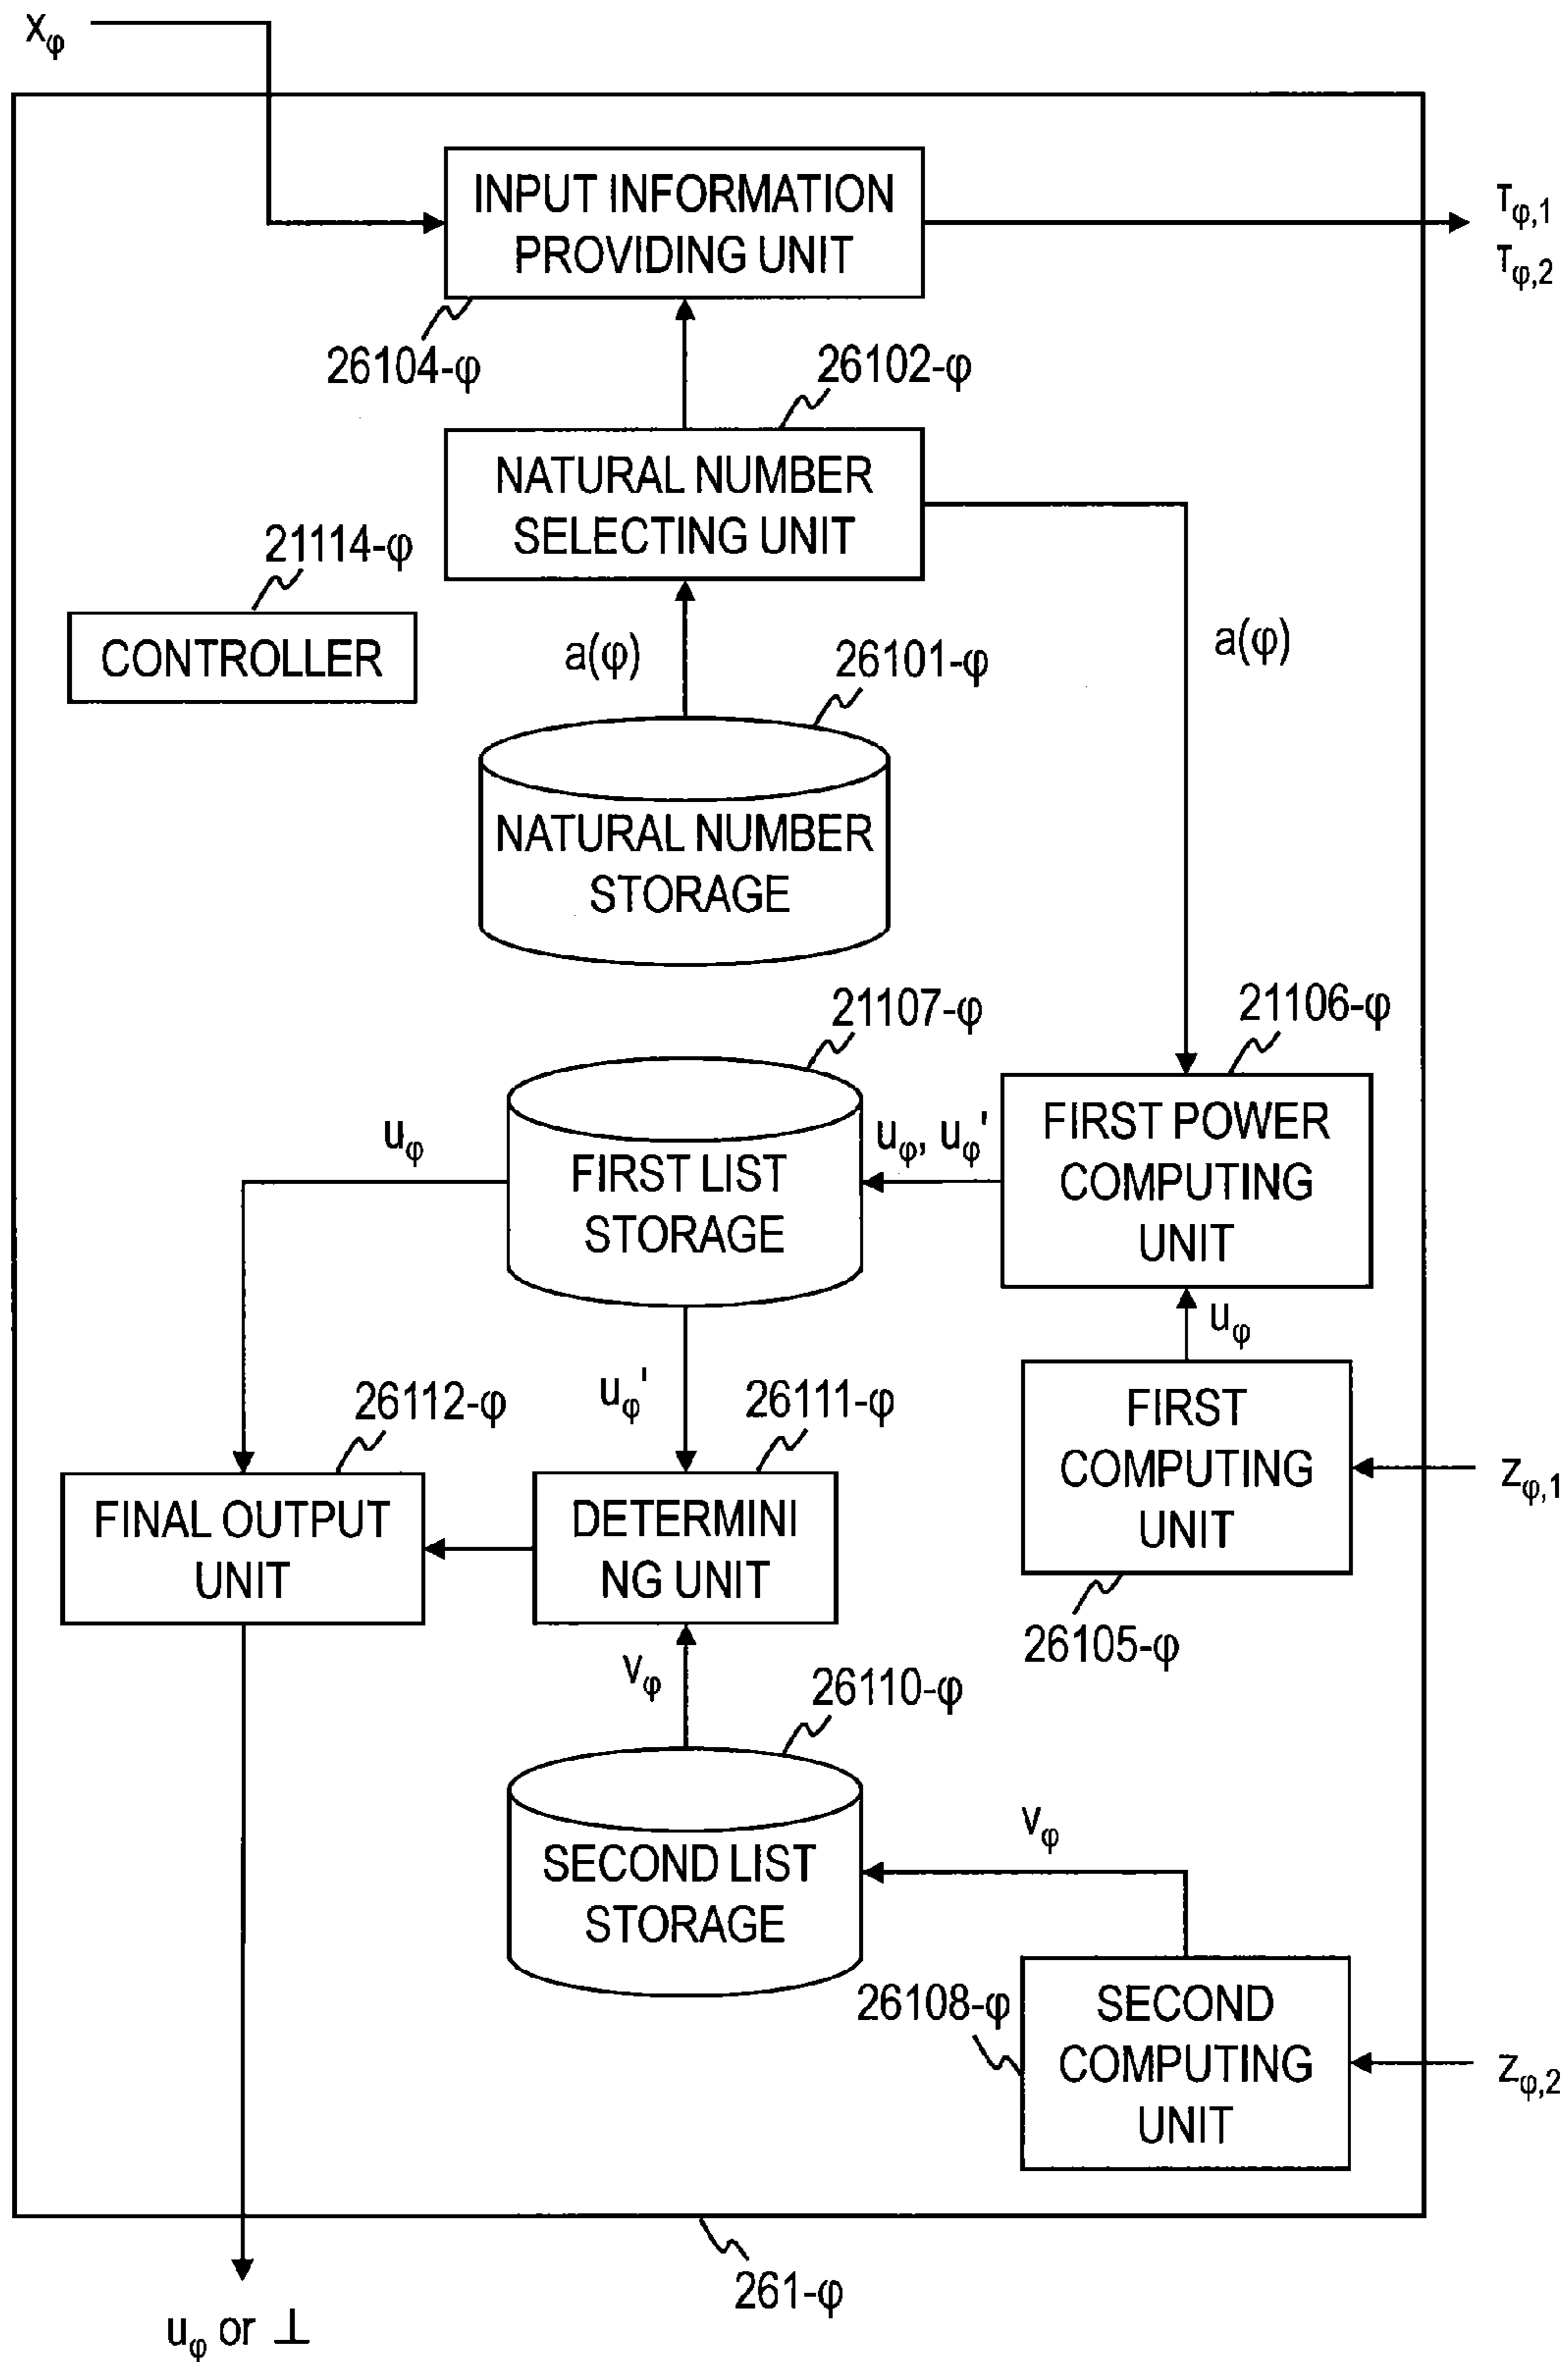 xφ
INPUT INFORMATION
PROVIDING UNIT
τφ,1
τφ,2
26104-φ
26102-φ
NATURAL NUMBER
SELECTING UNIT
21114-φ
CONTROLLER
a(φ)
26101-φ
a(φ)
NATURAL NUMBER
STORAGE
21107-φ
21106-φ
uφ
FIRST LIST
STORAGE
uφ, uφ'
FIRST POWER
COMPUTING
UNIT
uφ
uφ'
26112-φ
26111-φ
FIRST
COMPUTING
UNIT
zφ,1
FINAL OUTPUT
UNIT
DETERMINI
NG UNIT
26105-φ
vφ
26110-φ
SECOND LIST
STORAGE
vφ
26108-φ
SECOND
COMPUTING
UNIT
zφ,2
261-φ
uφ or ⊥